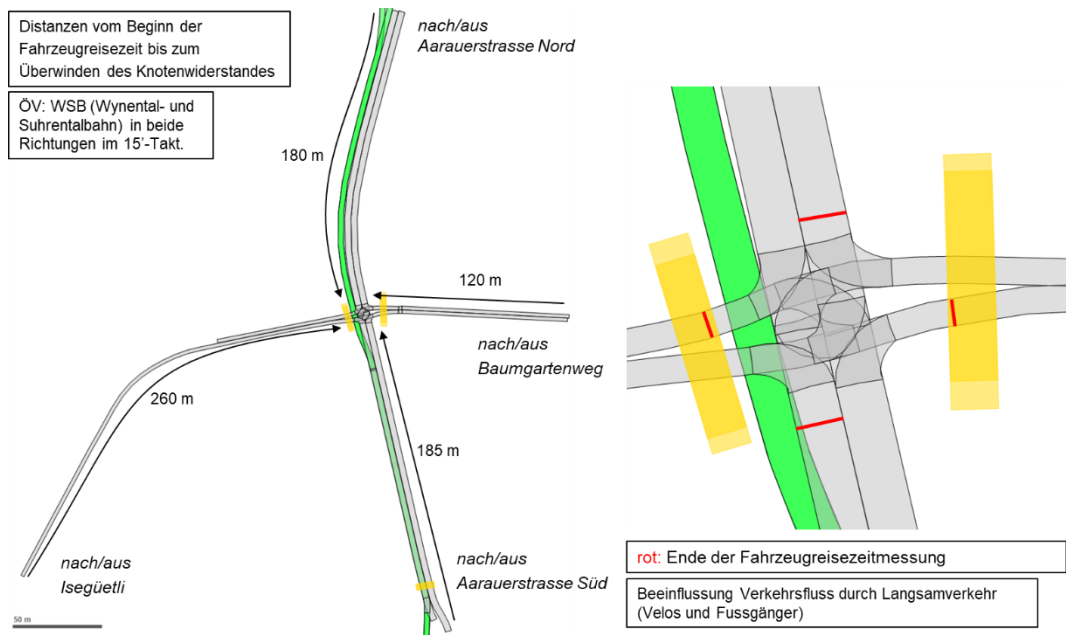 Distanzen vom Beginn der
Fahrzeugreisezeit bis zum
Überwinden des Knotenwiderstandes
ÖV: WSB (Wynental- und
Suhrentalbahn) in beide
Richtungen im 15'-Takt.
nach/aus
Aarauerstrasse Nord
180 m
120 m
nach/aus
Baumgartenweg
260 m
185 m
nach/aus
Isegüetli
nach/aus
Aarauerstrasse Süd
50 m
rot: Ende der Fahrzeugreisezeitmessung
Beeinflussung Verkehrsfluss durch Langsamverkehr
(Velos und Fussgänger)